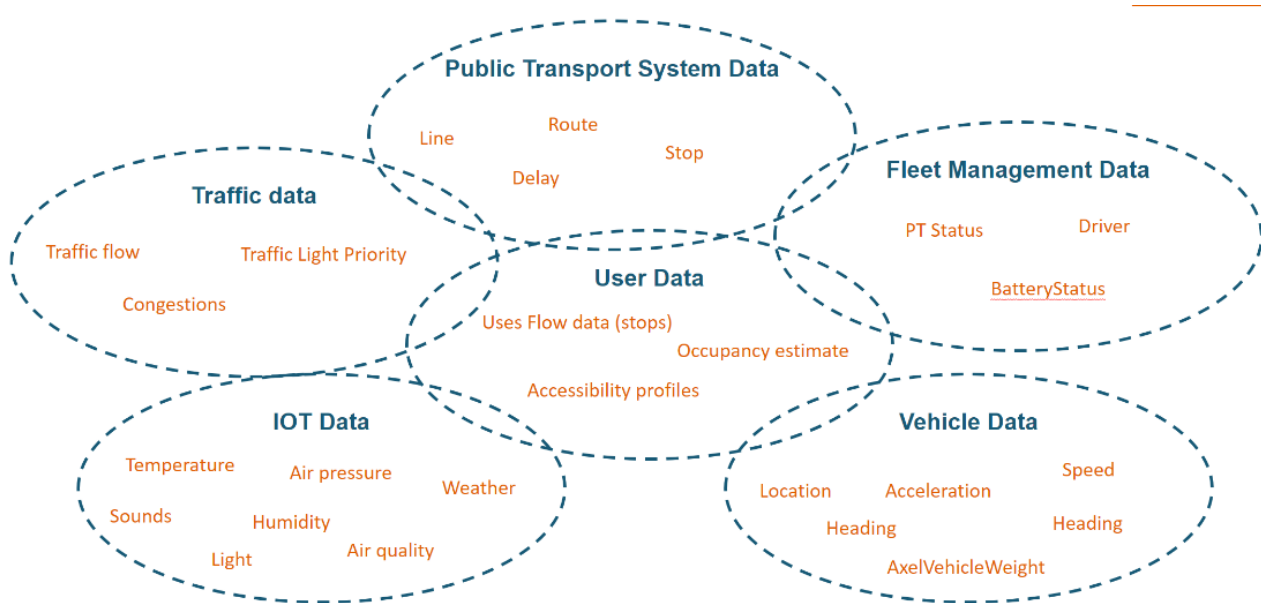 Public Transport System Data
Line
Route
Stop
Delay
Fleet Management Data
PT Status
Driver
BatteryStatus
Traffic data
Traffic flow
Traffic Light Priority
Congestions
User Data
Uses Flow data (stops)
Occupancy estimate
Accessibility profiles
IOT Data
Temperature
Air pressure
Weather
Sounds
Humidity
Light
Air quality
Vehicle Data
Speed
Location
Acceleration
Heading
Heading
AxelVehicleWeight